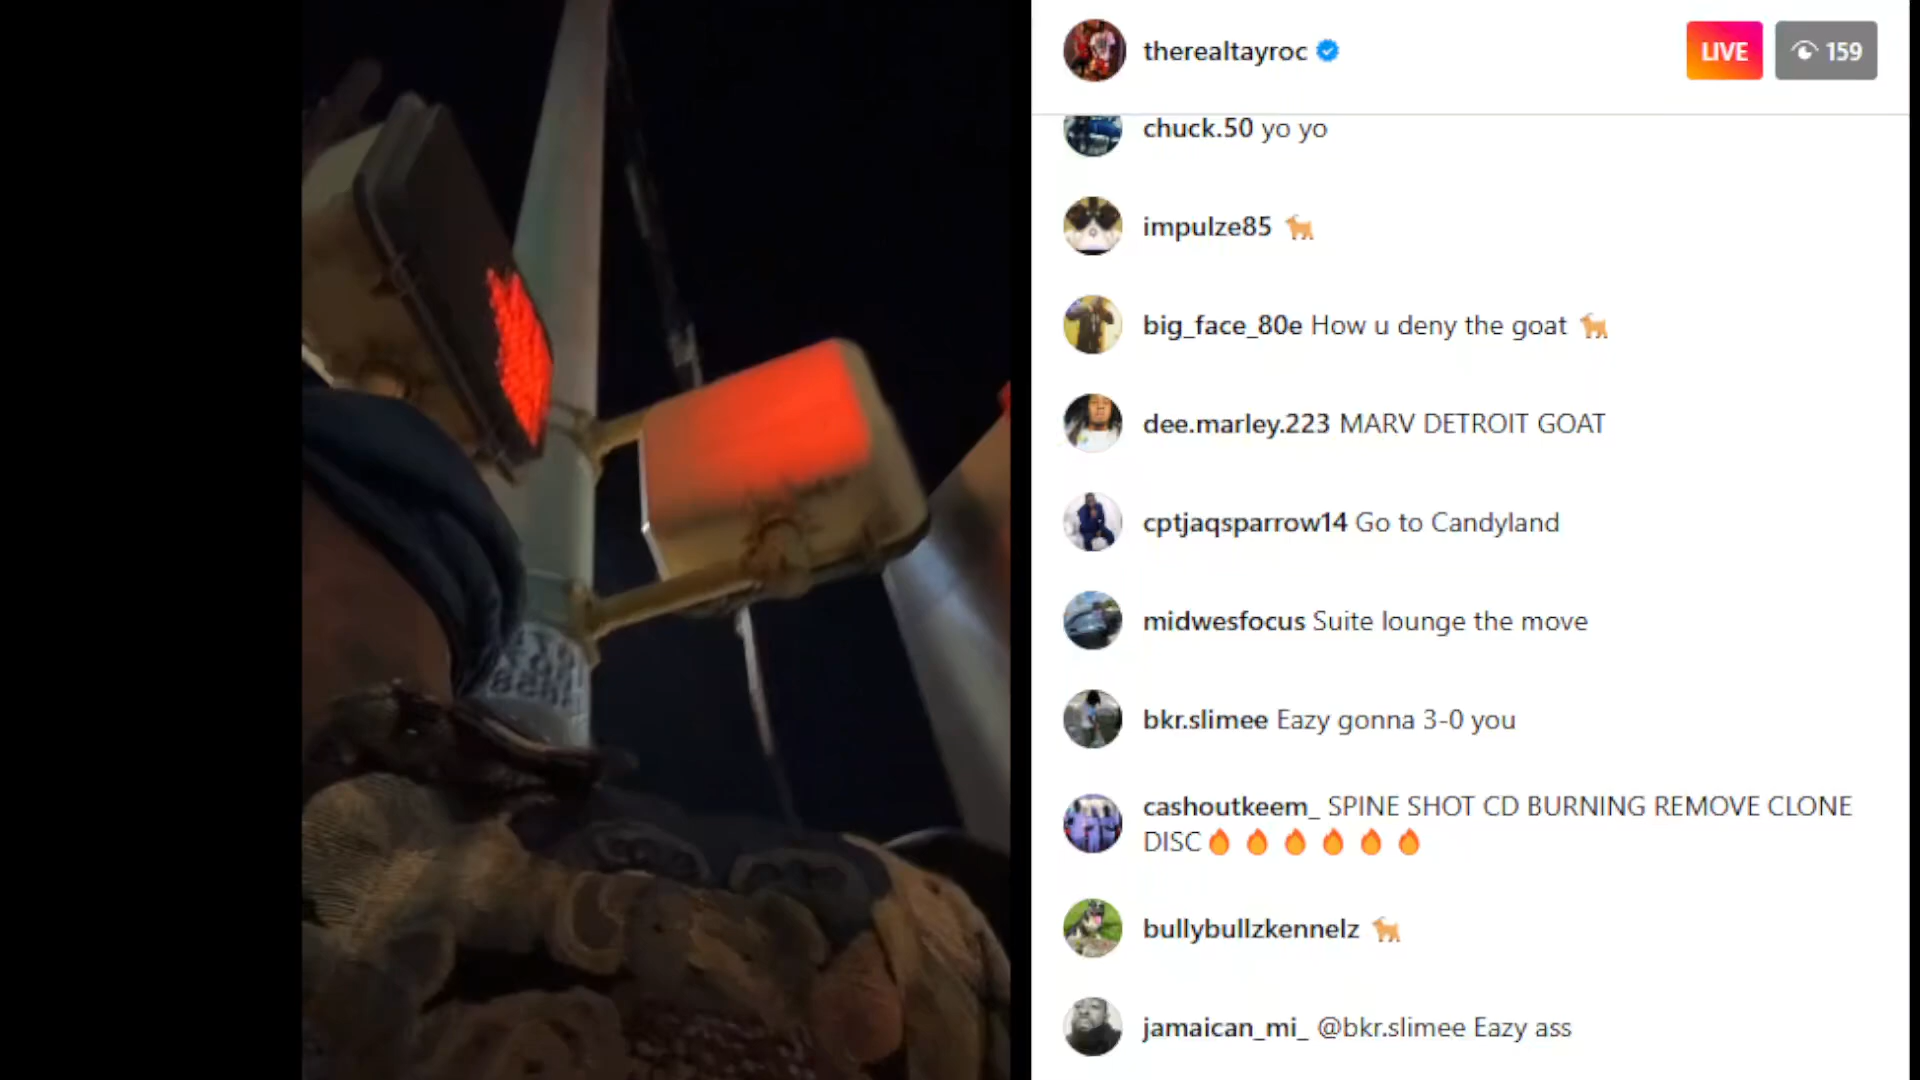 therealtayroc
LIVE
159
chuck.50 yo yo
impulze85 🐐
big_face_80e How u deny the goat 🐐
dee.marley.223 MARV DETROIT GOAT
cptjaqsparrow14 Go to Candyland
midwesfocus Suite lounge the move
bkr.slimee Eazy gonna 3-0 you
cashoutkeem_ SPINE SHOT CD BURNING REMOVE CLONE
DISC🔥 🔥 🔥 🔥 🔥 🔥
bullybullzkennelz 🐐
jamaican_mi_ @bkr.slimee Eazy ass